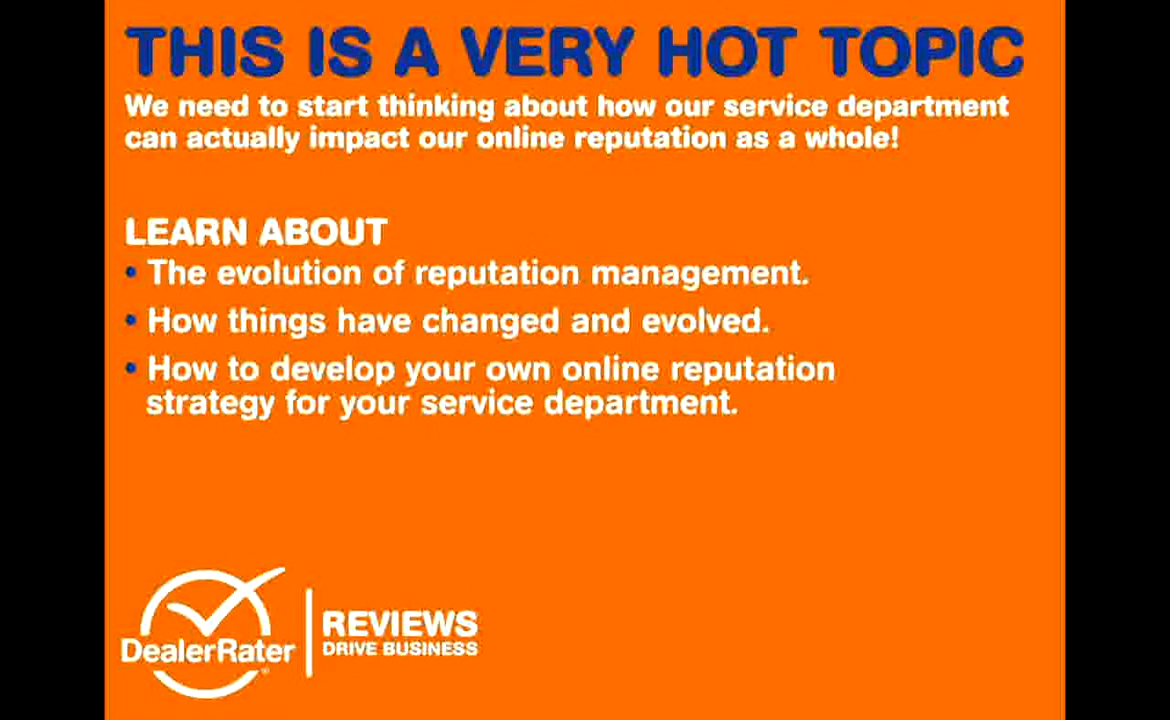 THIS IS A VERY HOT TOPIC
We need to start thinking about how our service department
can actually impact our online reputation as a whole!
LEARN ABOUT
• The evolution of reputation management.
• How things have changed and evolved.
• How to develop your own online reputation
strategy for your service department.
DealerRater®
REVIEWS
DRIVE BUSINESS